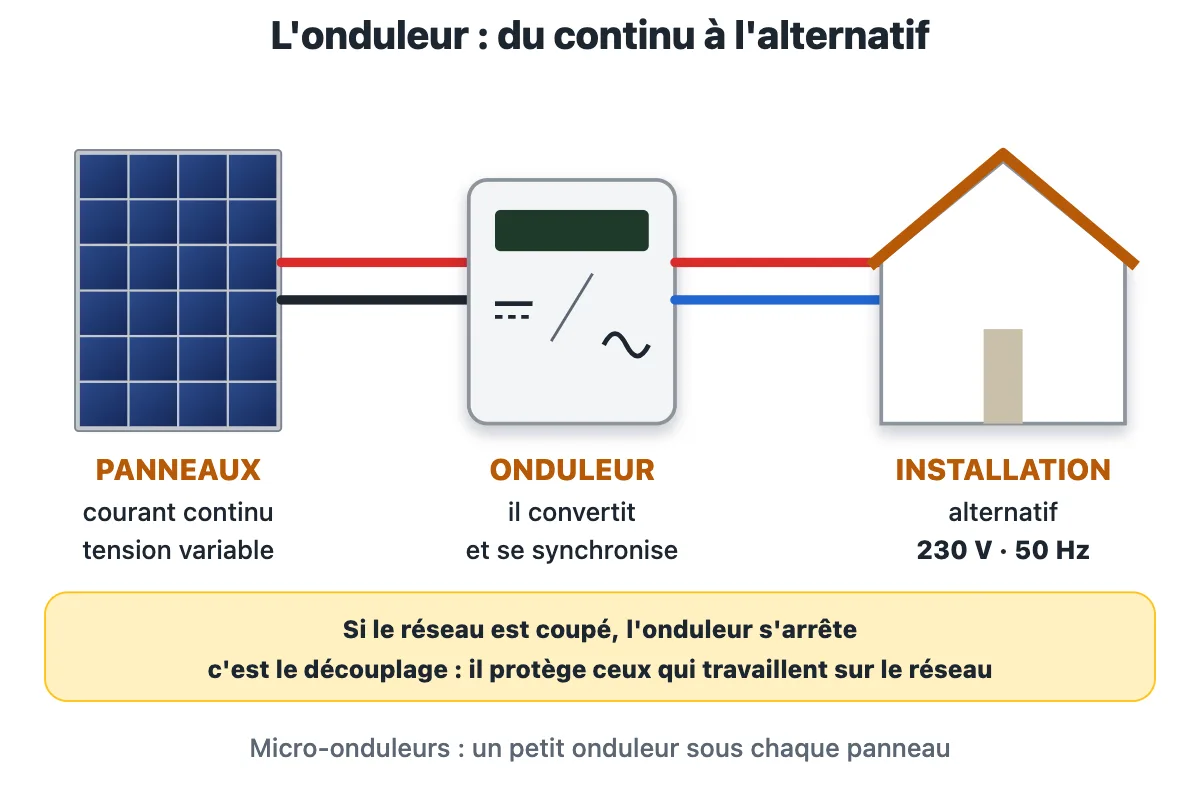 L'onduleur : du continu à l'alternatif
PANNEAUX
courant continu
tension variable
ONDULEUR
il convertit
et se synchronise
INSTALLATION
alternatif
230 V · 50 Hz
Si le réseau est coupé, l'onduleur s'arrête
c'est le découplage : il protège ceux qui travaillent sur le réseau
Micro-onduleurs : un petit onduleur sous chaque panneau